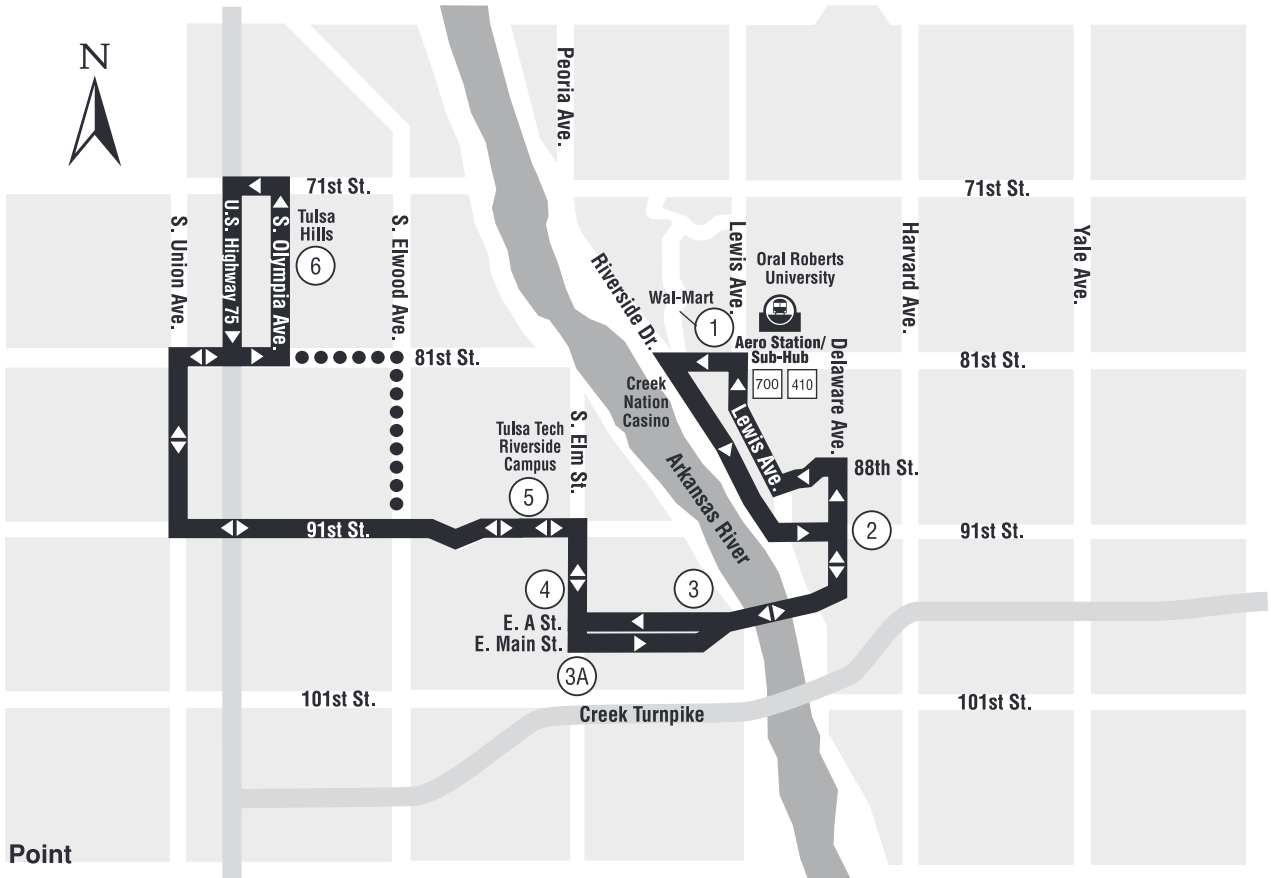 N
Peoria Ave.
71st St.
71st St.
S. Union Ave.
U.S. Highway 75
S. Olympia Ave.
Tulsa
Hills
6
S. Elwood Ave.
Riverside Dr.
Lewis Ave.
Oral Roberts
University
Harvard Ave.
Yale Ave.
Wal-Mart
1
Aero Station/
Sub-Hub
700
410
Delaware Ave.
81st St.
81st St.
Creek
Nation
Casino
Lewis Ave.
Tulsa Tech
Riverside
Campus
S. Elm St.
5
Arkansas River
88th St.
91st St.
2
91st St.
4
3
E. A St.
E. Main St.
3A
101st St.
Creek Turnpike
101st St.
Point